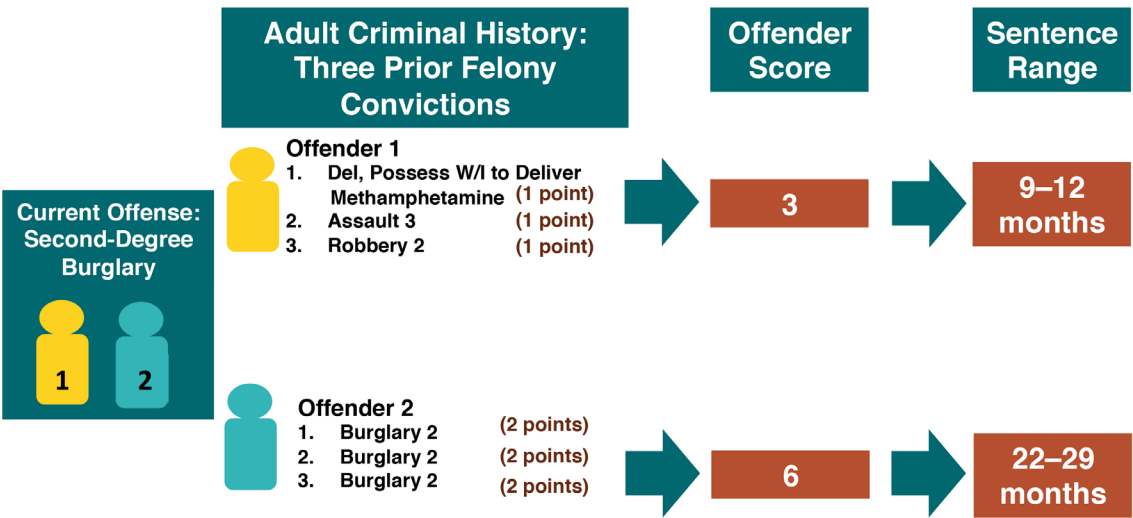 Adult Criminal History:
Three Prior Felony
Convictions
Offender
Score
Sentence
Range
Current Offense:
Second-Degree
Burglary
1
2
Offender 1
1. Del, Possess W/I to Deliver
Methamphetamine (1 point)
2. Assault 3 (1 point)
3. Robbery 2 (1 point)
3
9–12
months
Offender 2
1. Burglary 2 (2 points)
2. Burglary 2 (2 points)
3. Burglary 2 (2 points)
6
22–29
months